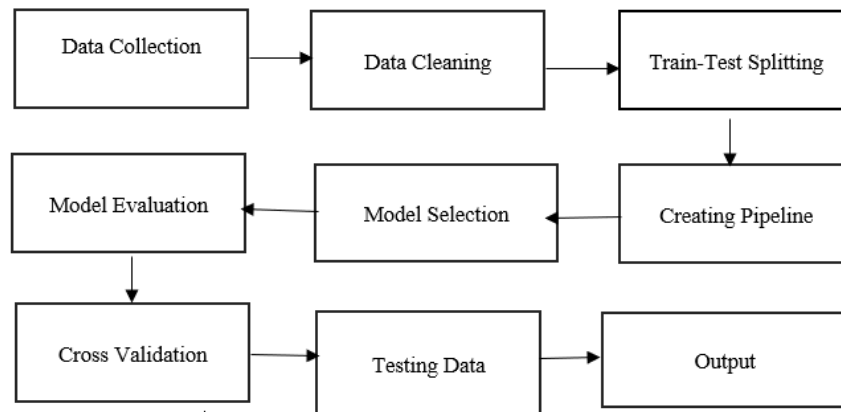 Data Collection
Data Cleaning
Train-Test Splitting
Creating Pipeline
Model Selection
Model Evaluation
Cross Validation
Testing Data
Output